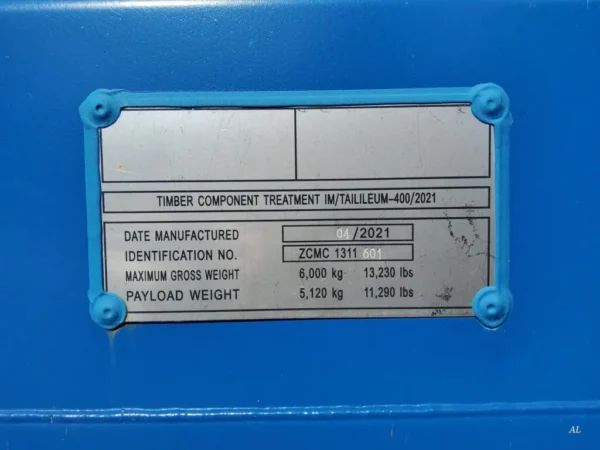 TIMBER COMPONENT TREATMENT IM/TAILILEUM-400/2021
DATE MANUFACTURED 04/2021
IDENTIFICATION NO. ZCMC 1311 601
MAXIMUM GROSS WEIGHT 6,000 kg 13,230 lbs
PAYLOAD WEIGHT 5,120 kg 11,290 lbs
AL